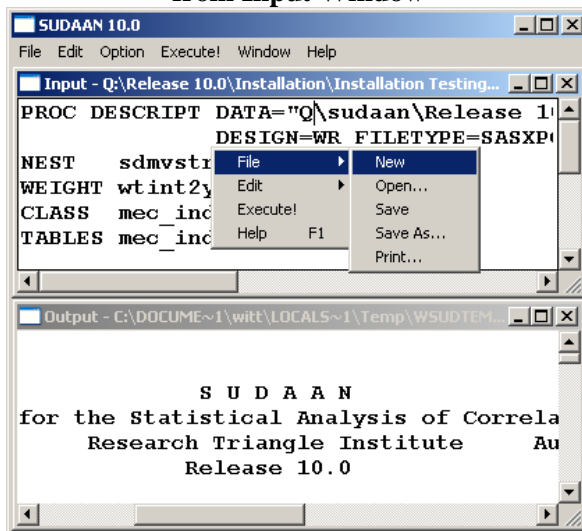 from Input Window
SUDAAN 10.0
File Edit Option Execute! Window Help
Input - Q:\Release 10.0\Installation\Installation Testing...
PROC DESCRIPT DATA="Q\sudaan\Release 1
DESIGN=WR FILETYPE=SASXP
NEST sdmvstr
WEIGHT wtint2y
CLASS mec_ind
TABLES mec_ind
File
Edit
Execute!
Help F1
New
Open...
Save
Save As...
Print...
Output - C:\DOCUME~1\witt\LOCALS~1\Temp\WSUDTEM...
S U D A A N
for the Statistical Analysis of Correla
Research Triangle Institute Au
Release 10.0